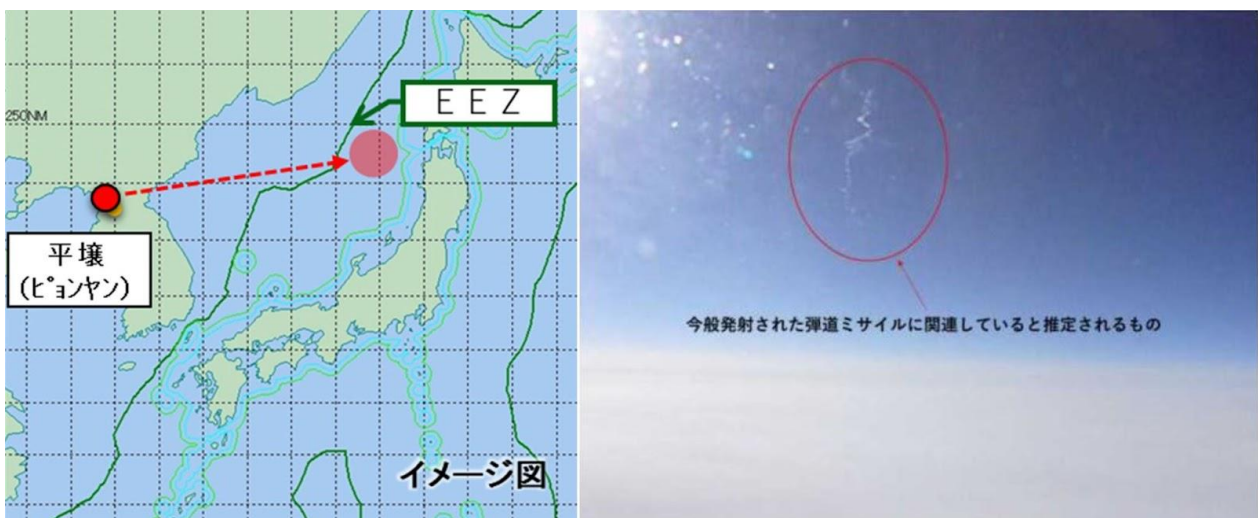 250NM
ＥＥＺ
平壌
(ﾋﾟｮﾝﾔﾝ)
イメージ図
今般発射された弾道ミサイルに関連していると推定されるもの